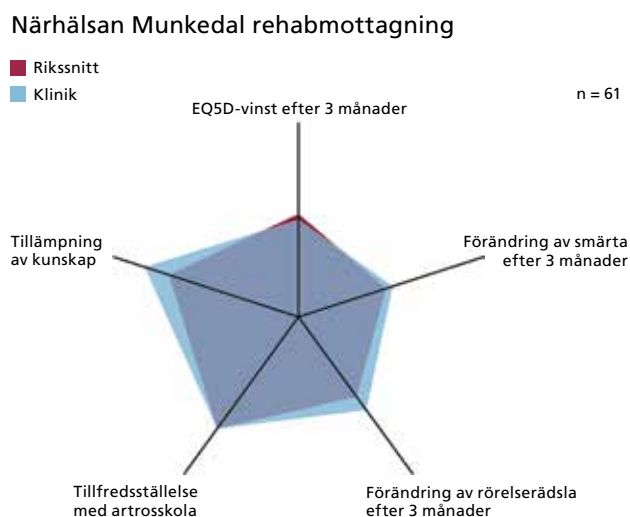 Närhälsan Munkedal rehabmottagning
Rikssnitt
Klinik
n = 61
EQ5D-vinst efter 3 månader
Tillämpning
av kunskap
Förändring av smärta
efter 3 månader
Tillfredsställelse
med artrosskola
Förändring av rörelserädsla
efter 3 månader